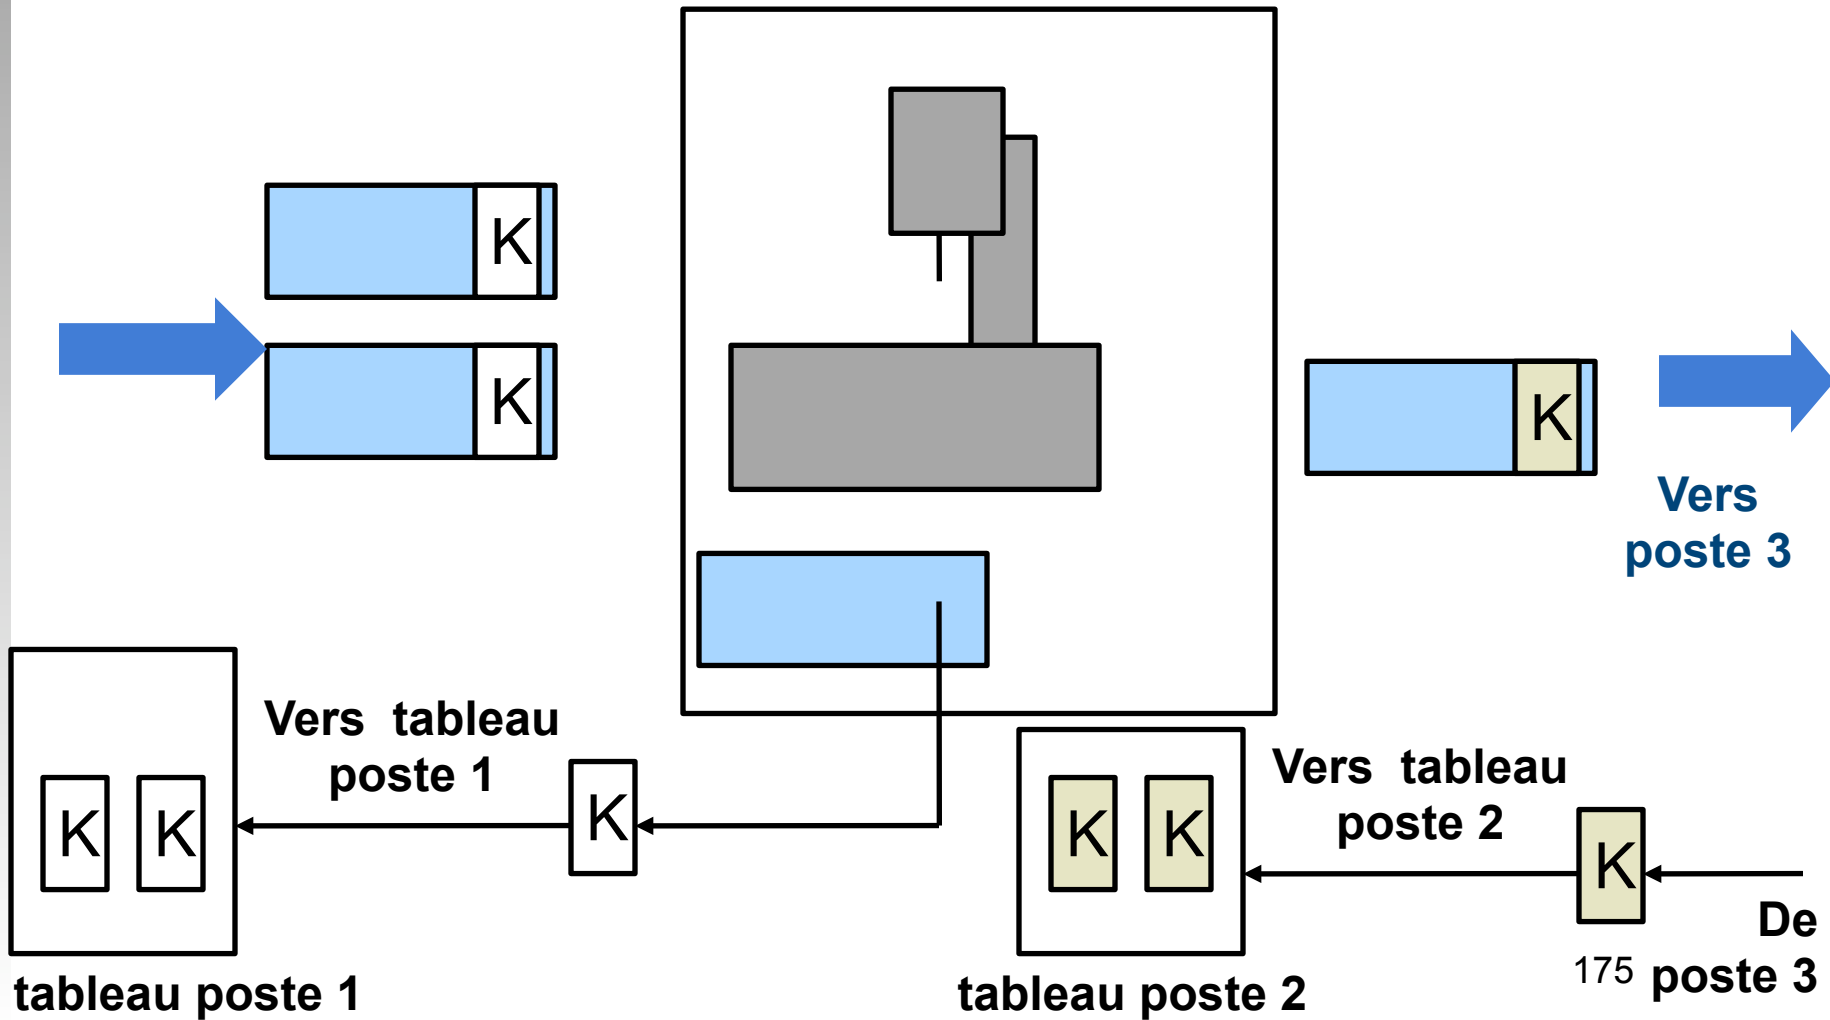 K
K
K
Vers
poste 3
Vers tableau
poste 1
K
K K
tableau poste 1
Vers tableau
poste 2
K K
K
De
poste 3
tableau poste 2
175